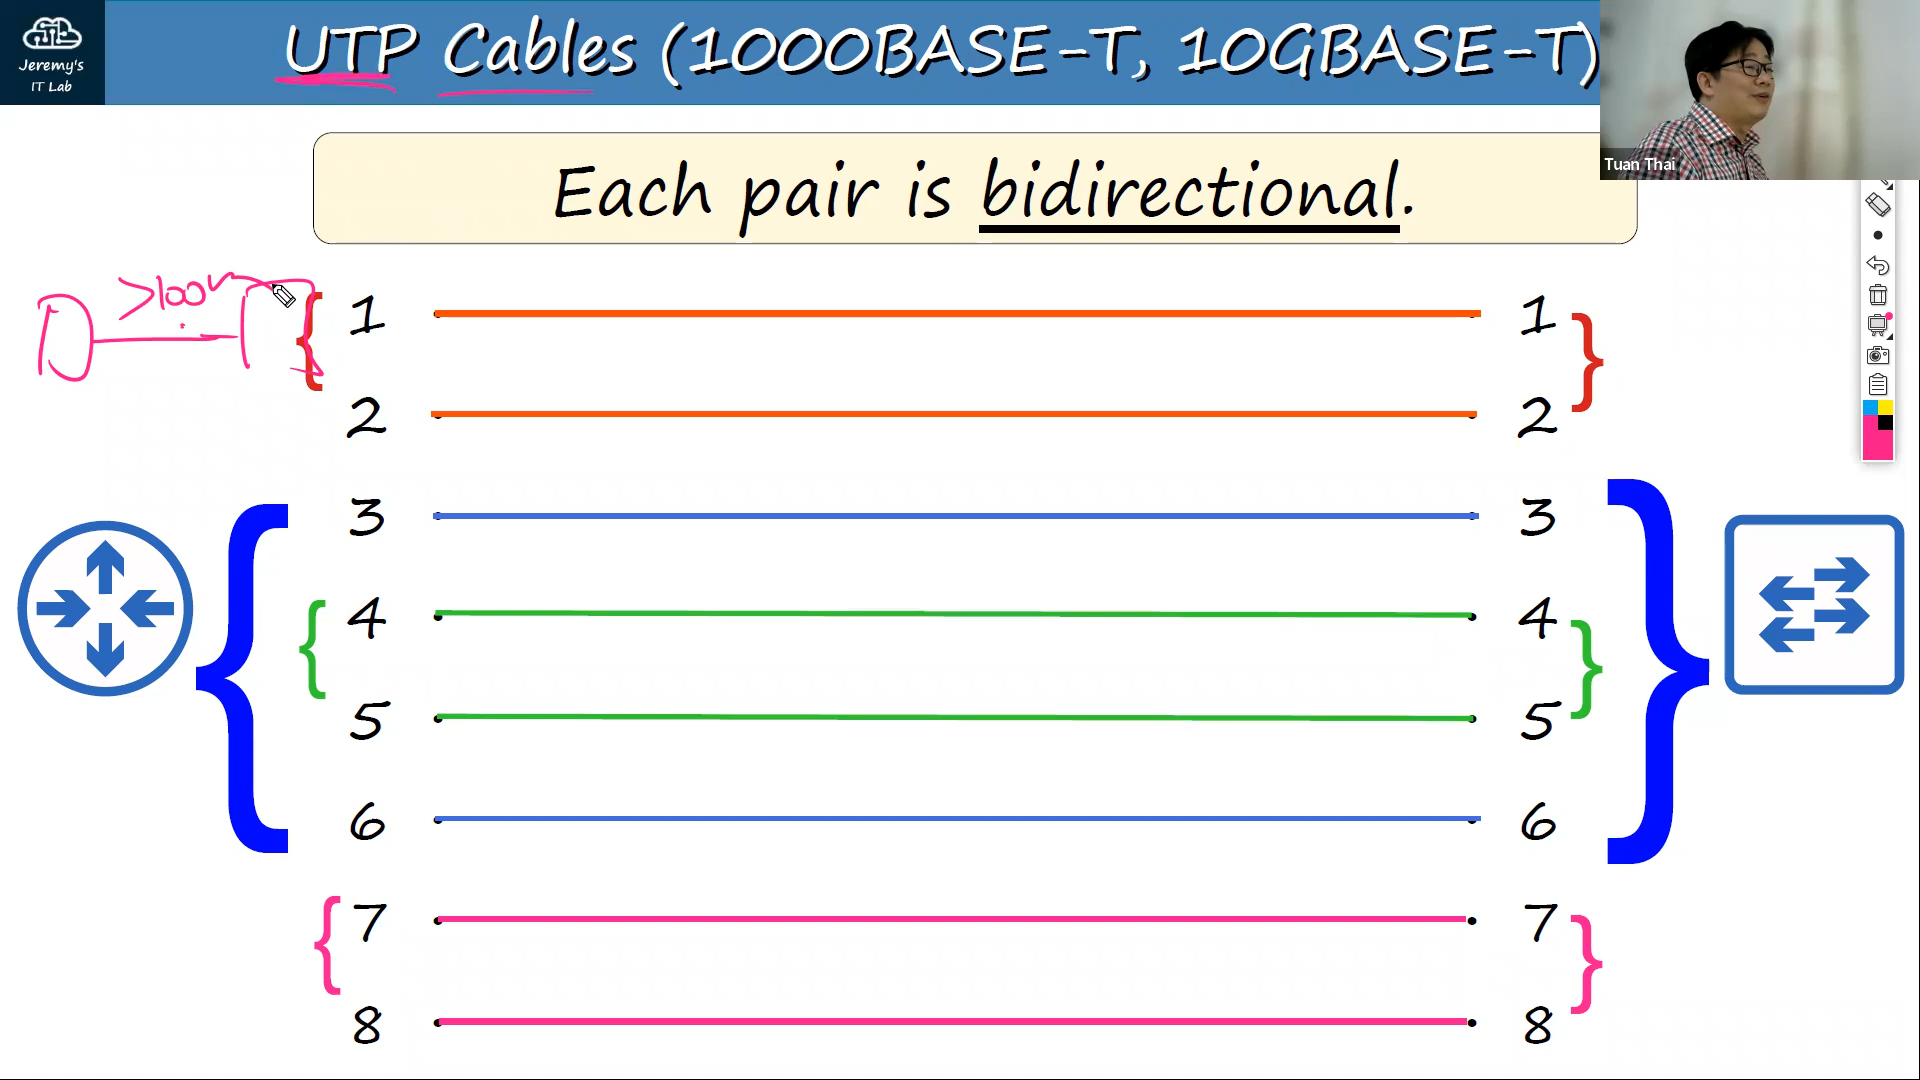 Jeremy's
IT Lab
UTP Cables (1000BASE-T, 10GBASE-T)
Tuan Thai
Each pair is bidirectional.
>100m
1 1
2 2
3 3
4 4
5 5
6 6
7 7
8 8